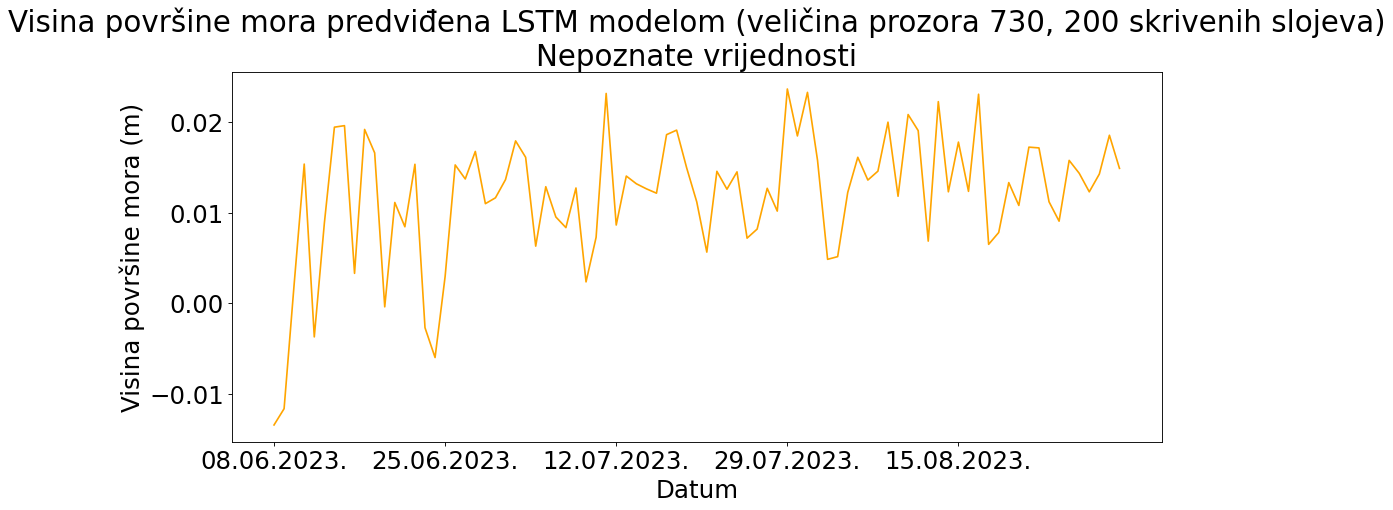 Visina površine mora predviđena LSTM modelom (veličina prozora 730, 200 skrivenih slojeva)
Nepoznate vrijednosti
Visina površine mora (m)
0.02
0.01
0.00
−0.01
08.06.2023. 25.06.2023. 12.07.2023. 29.07.2023. 15.08.2023.
Datum